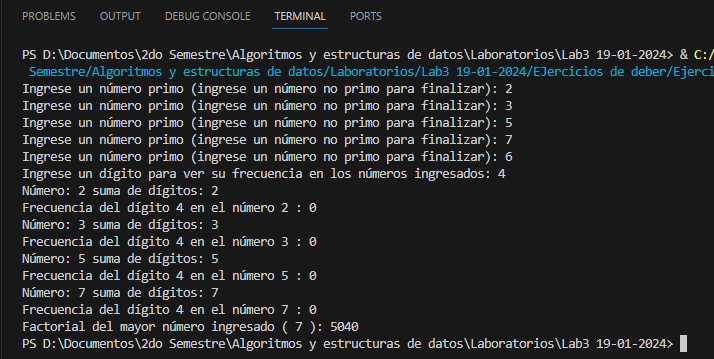 PROBLEMS OUTPUT DEBUG CONSOLE TERMINAL PORTS
PS D:\Documentos\2do Semestre\Algoritmos y estructuras de datos\Laboratorios\Lab3 19-01-2024> & C:/
Semestre/Algoritmos y estructuras de datos/Laboratorios/Lab3 19-01-2024/EJercicios de deber/Ejerci
Ingrese un número primo (ingrese un número no primo para finalizar): 2
Ingrese un número primo (ingrese un número no primo para finalizar): 3
Ingrese un número primo (ingrese un número no primo para finalizar): 5
Ingrese un número primo (ingrese un número no primo para finalizar): 7
Ingrese un número primo (ingrese un número no primo para finalizar): 6
Ingrese un dígito para ver su frecuencia en los números ingresados: 4
Número: 2 suma de dígitos: 2
Frecuencia del dígito 4 en el número 2 : 0
Número: 3 suma de dígitos: 3
Frecuencia del dígito 4 en el número 3 : 0
Número: 5 suma de dígitos: 5
Frecuencia del dígito 4 en el número 5 : 0
Número: 7 suma de dígitos: 7
Frecuencia del dígito 4 en el número 7 : 0
Factorial del mayor número ingresado ( 7 ): 5040
PS D:\Documentos\2do Semestre\Algoritmos y estructuras de datos\Laboratorios\Lab3 19-01-2024>